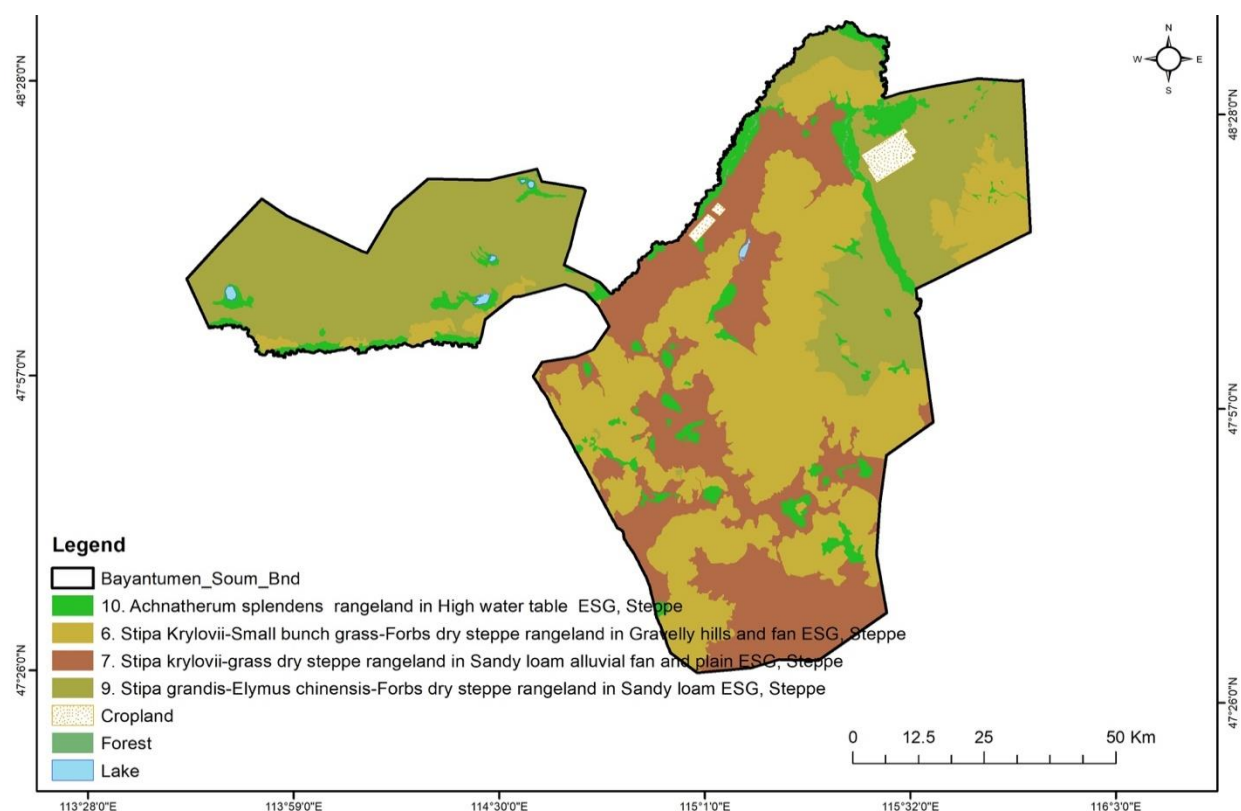 N
W E
S
48°28'0"N
48°28'0"N
47°57'0"N
47°57'0"N
47°26'0"N
47°26'0"N
Legend
Bayantumen_Soum_Bnd
10. Achnatherum splendens rangeland in High water table ESG, Steppe
6. Stipa Krylovii-Small bunch grass-Forbs dry steppe rangeland in Gravelly hills and fan ESG, Steppe
7. Stipa krylovii-grass dry steppe rangeland in Sandy loam alluvial fan and plain ESG, Steppe
9. Stipa grandis-Elymus chinensis-Forbs dry steppe rangeland in Sandy loam ESG, Steppe
Cropland
Forest
Lake
0 12.5 25 50 Km
113°28'0"E 113°59'0"E 114°30'0"E 115°1'0"E 115°32'0"E 116°3'0"E